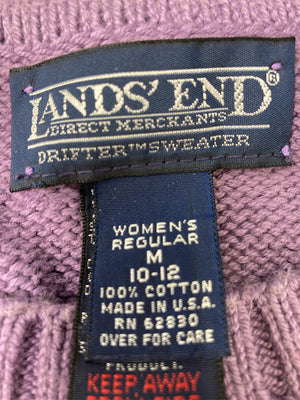 LANDS' END
DIRECT MERCHANTS
DRIFTER™ SWEATER
WOMEN'S
REGULAR
M
10-12
100% COTTON
MADE IN U.S.A.
RN 62830
OVER FOR CARE
PRODUCT.
KEEP AWAY